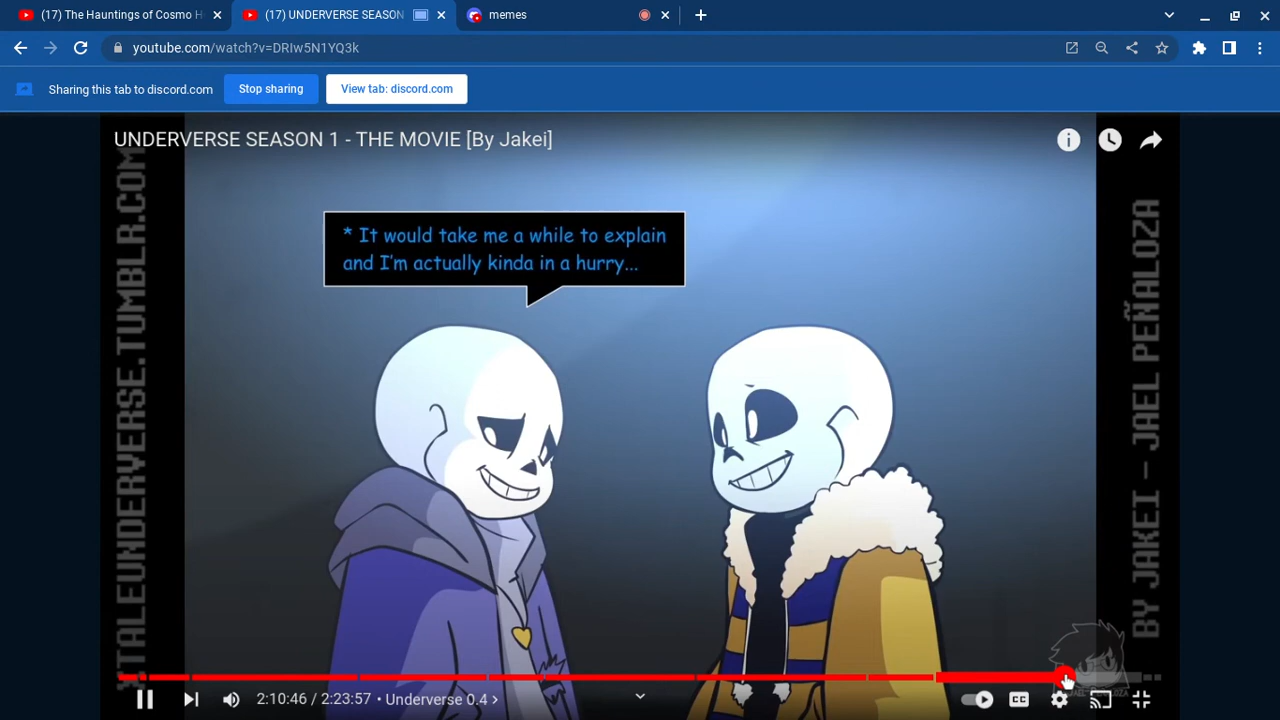 (17) The Hauntings of Cosmo H
(17) UNDERVERSE SEASON
memes
youtube.com/watch?v=DRIw5N1YQ3k
Sharing this tab to discord.com
Stop sharing
View tab: discord.com
UNDERVERSE SEASON 1 - THE MOVIE [By Jakei]
* It would take me a while to explain
and I'm actually kinda in a hurry...
XTALEUNDERVERSE.TUMBLR.COM
BY JAKEI - JAEL PEÑALOZA
2:10:46 / 2:23:57 • Underverse 0.4 >
CC